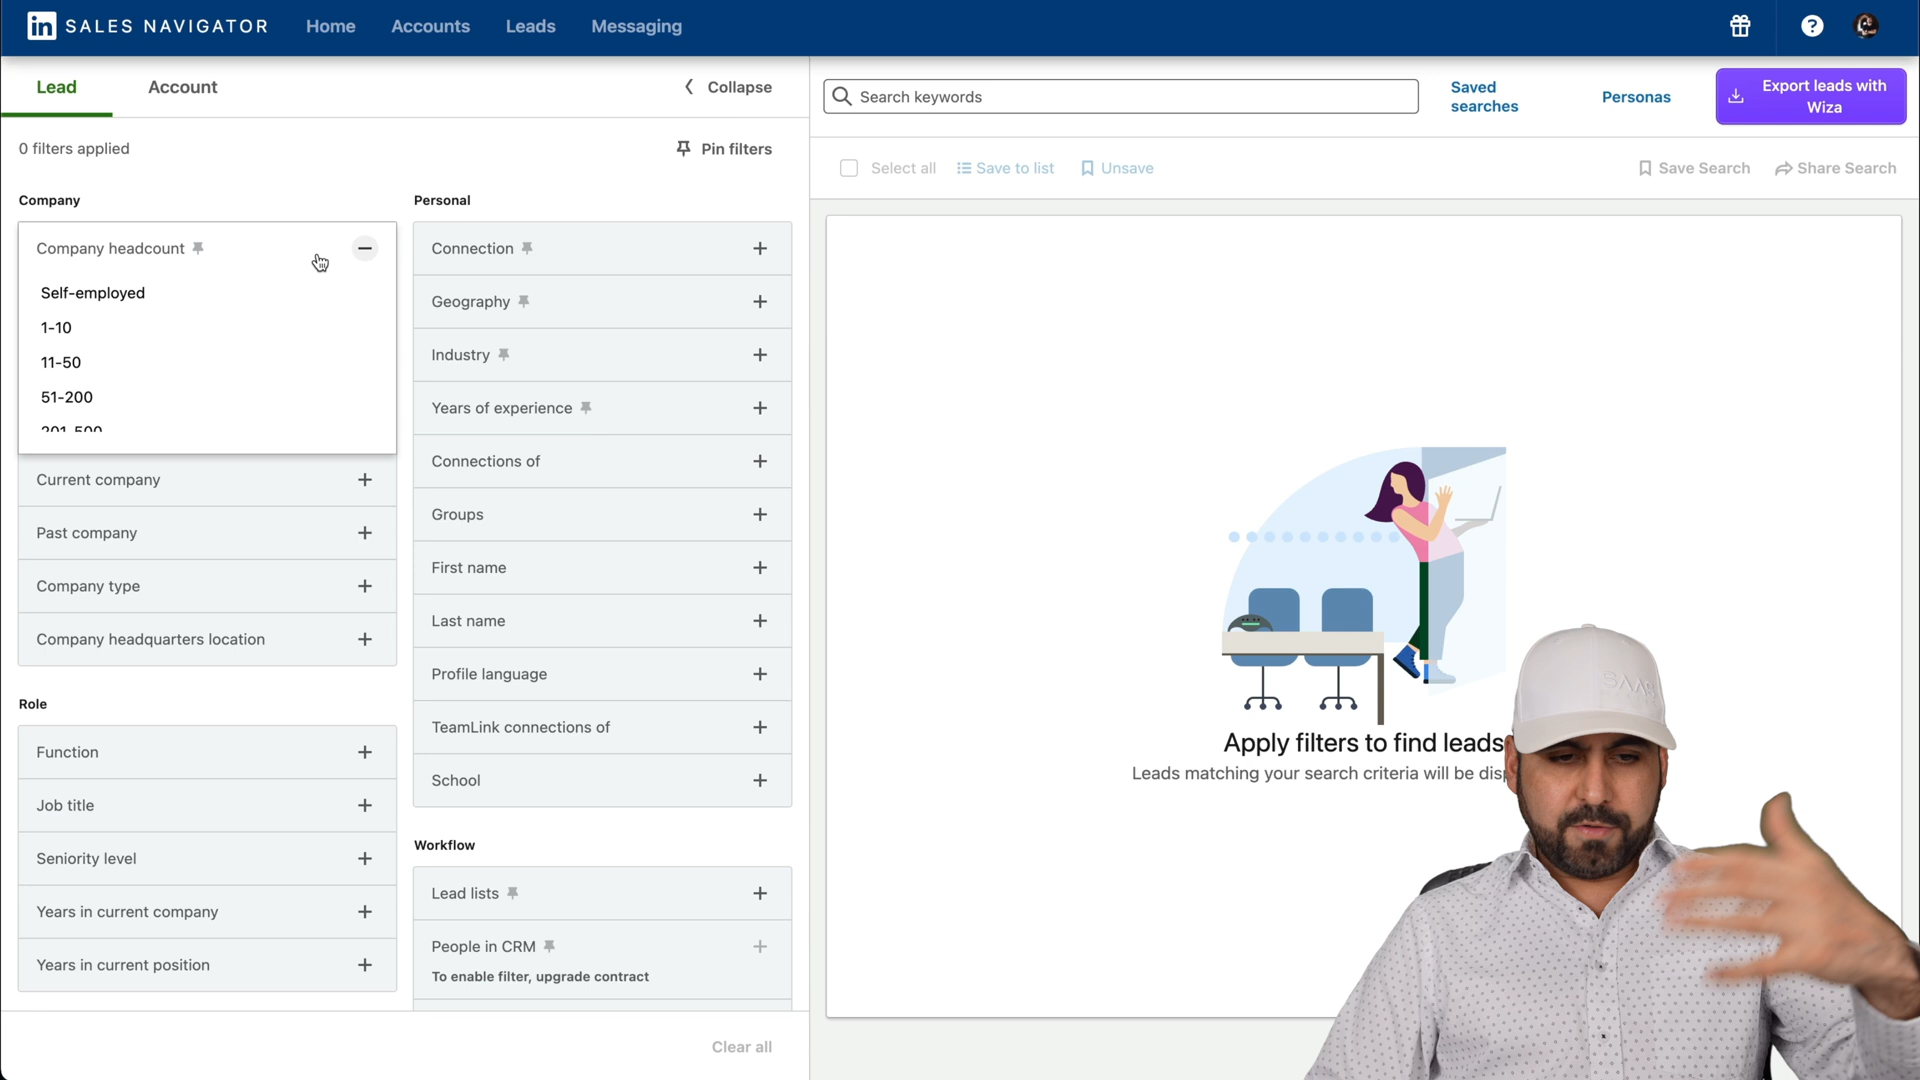 in SALES NAVIGATOR
Home
Accounts
Leads
Messaging
?
Lead
Account
Collapse
Search keywords
Saved
searches
Personas
Export leads with
Wiza
0 filters applied
Pin filters
Select all
Save to list
Unsave
Save Search
Share Search
Company
Company headcount
Self-employed
1-10
11-50
51-200
201-500
Current company
Past company
Company type
Company headquarters location
Role
Function
Job title
Seniority level
Years in current company
Years in current position
Personal
Connection
Geography
Industry
Years of experience
Connections of
Groups
First name
Last name
Profile language
TeamLink connections of
School
Workflow
Lead lists
People in CRM
To enable filter, upgrade contract
Clear all
Apply filters to find leads
Leads matching your search criteria will be